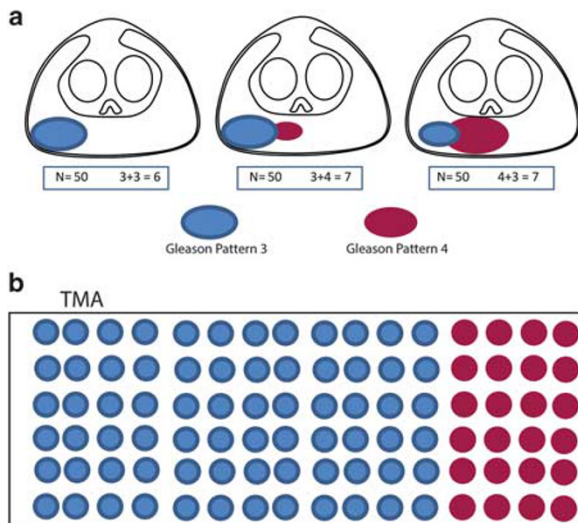 a
N= 50 3+3 = 6
N= 50 3+4 = 7
N= 50 4+3 = 7
Gleason Pattern 3
Gleason Pattern 4
b
TMA